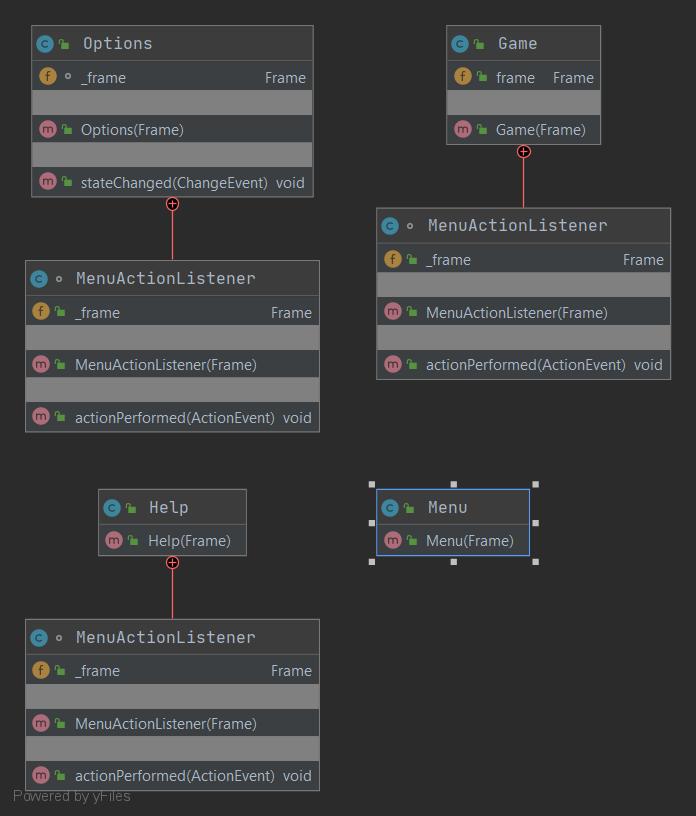 Options
_frame Frame
Options(Frame)
stateChanged(ChangeEvent) void
MenuActionListener
_frame Frame
MenuActionListener(Frame)
actionPerformed(ActionEvent) void
Game
frame Frame
Game(Frame)
MenuActionListener
_frame Frame
MenuActionListener(Frame)
actionPerformed(ActionEvent) void
Help
Help(Frame)
MenuActionListener
_frame Frame
MenuActionListener(Frame)
actionPerformed(ActionEvent) void
Menu
Menu(Frame)
Powered by yFiles